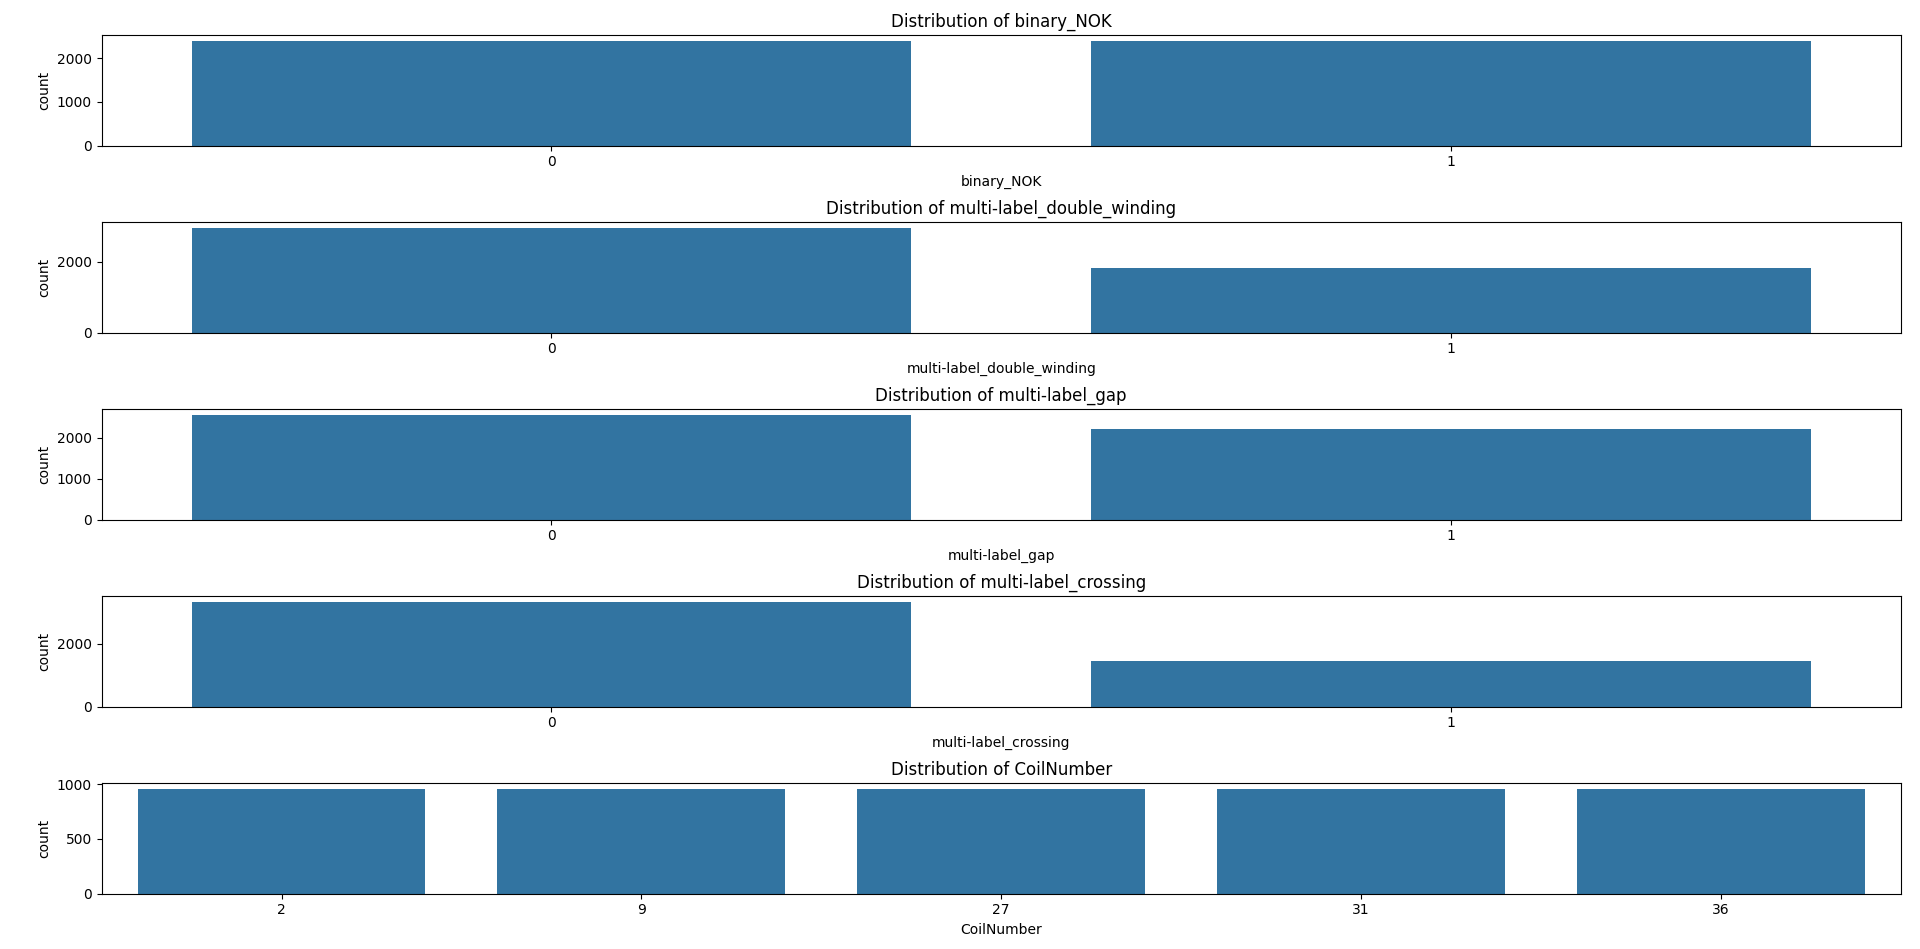 Distribution of binary_NOK
2000
1000
0
count
0 1
binary_NOK
Distribution of multi-label_double_winding
2000
0
count
0 1
multi-label_double_winding
Distribution of multi-label_gap
2000
1000
0
count
0 1
multi-label_gap
Distribution of multi-label_crossing
2000
0
count
0 1
multi-label_crossing
Distribution of CoilNumber
1000
500
0
count
2 9 27 31 36
CoilNumber